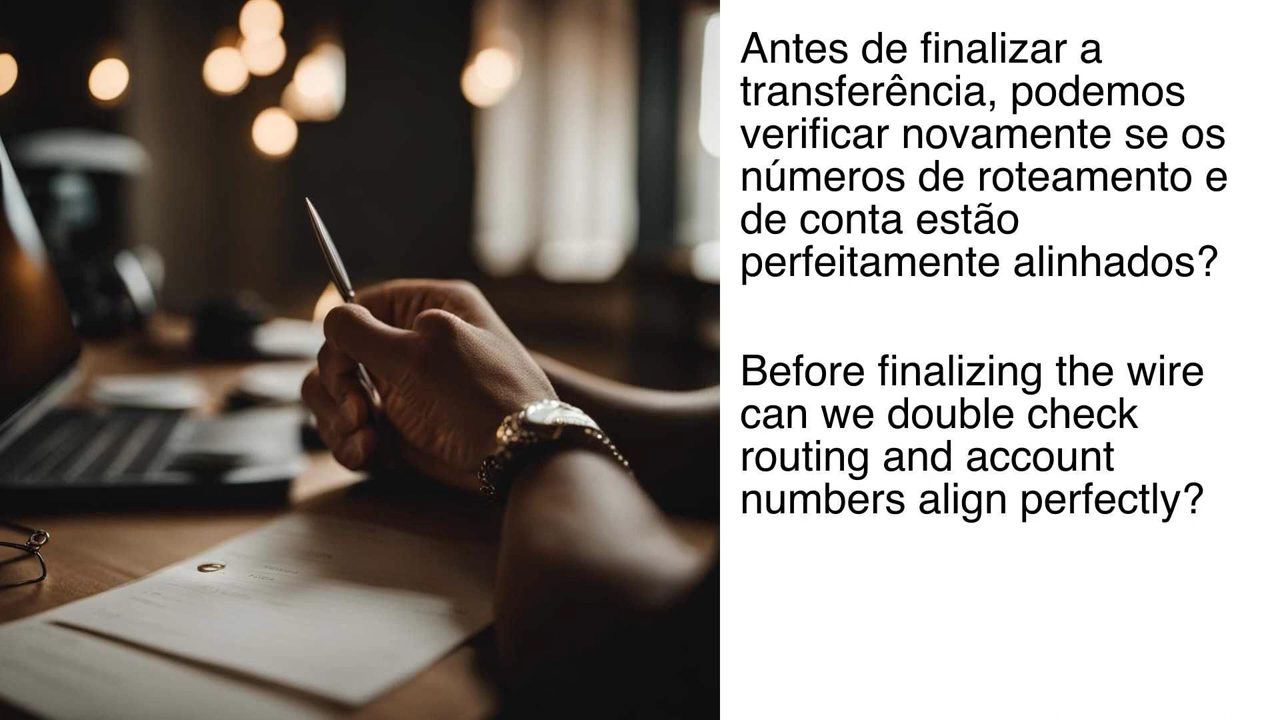 Antes de finalizar a
transferência, podemos
verificar novamente se os
números de roteamento e
de conta estão
perfeitamente alinhados?
Before finalizing the wire
can we double check
routing and account
numbers align perfectly?